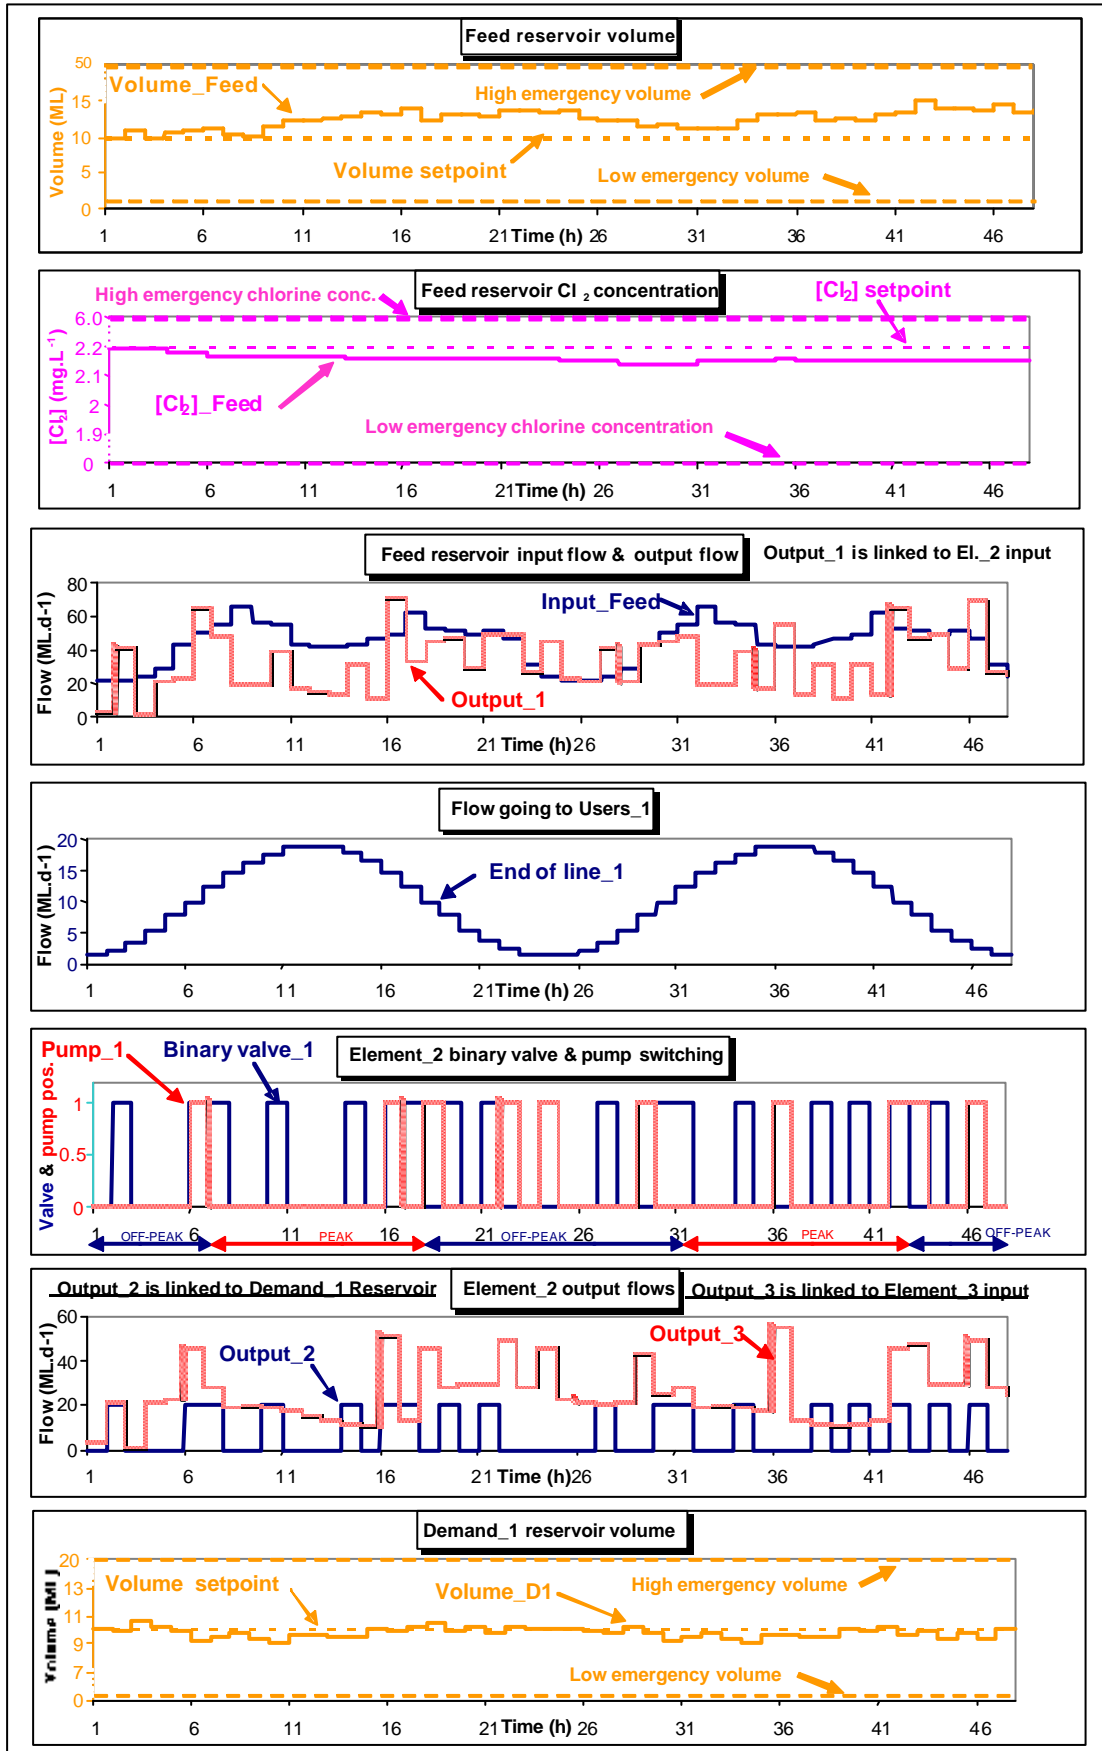 Feed reservoir volume
50
Volume_Feed
High emergency volume
15
Volume (ML)
10
Volume setpoint
Low emergency volume
5
0
1 6 11 16 21 Time (h) 26 31 36 41 46
High emergency chlorine conc.
Feed reservoir Cl 2 concentration
[Cl2] setpoint
6.0
2.2
[Cl2] (mg.L-1)
2.1
[Cl2]_Feed
2
Low emergency chlorine concentration
1.9
0
1 6 11 16 21 Time (h) 26 31 36 41 46
Feed reservoir input flow & output flow
Output_1 is linked to El._2 input
80
Input_Feed
60
Flow (ML.d-1)
40
Output_1
20
0
1 6 11 16 21 Time (h) 26 31 36 41 46
Flow going to Users_1
20
15
Flow (ML.d-1)
End of line_1
10
5
0
1 6 11 16 21 Time (h) 26 31 36 41 46
Pump_1
Binary valve_1
Element_2 binary valve & pump switching
1
Valve & pump pos.
0.5
0
1 6 11 16 21 26 31 36 41 46
OFF-PEAK PEAK OFF-PEAK PEAK OFF-PEAK
Output_2 is linked to Demand_1 Reservoir
Element_2 output flows
Output_3 is linked to Element_3 input
60
Output_2
Output_3
Flow (ML.d-1)
40
20
0
1 6 11 16 21 Time (h) 26 31 36 41 46
Demand_1 reservoir volume
20
Volume setpoint
Volume_D1
High emergency volume
13
11
9
7
Low emergency volume
0
1 6 11 16 21 Time (h) 26 31 36 41 46